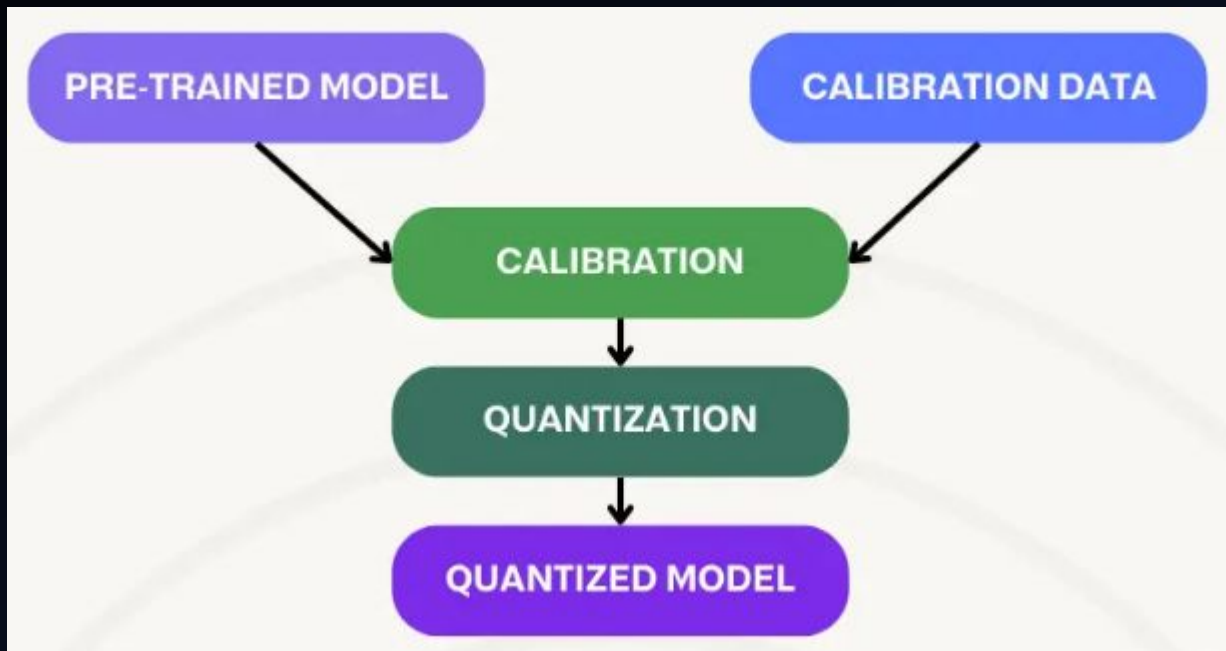 PRE-TRAINED MODEL
CALIBRATION DATA
CALIBRATION
QUANTIZATION
QUANTIZED MODEL